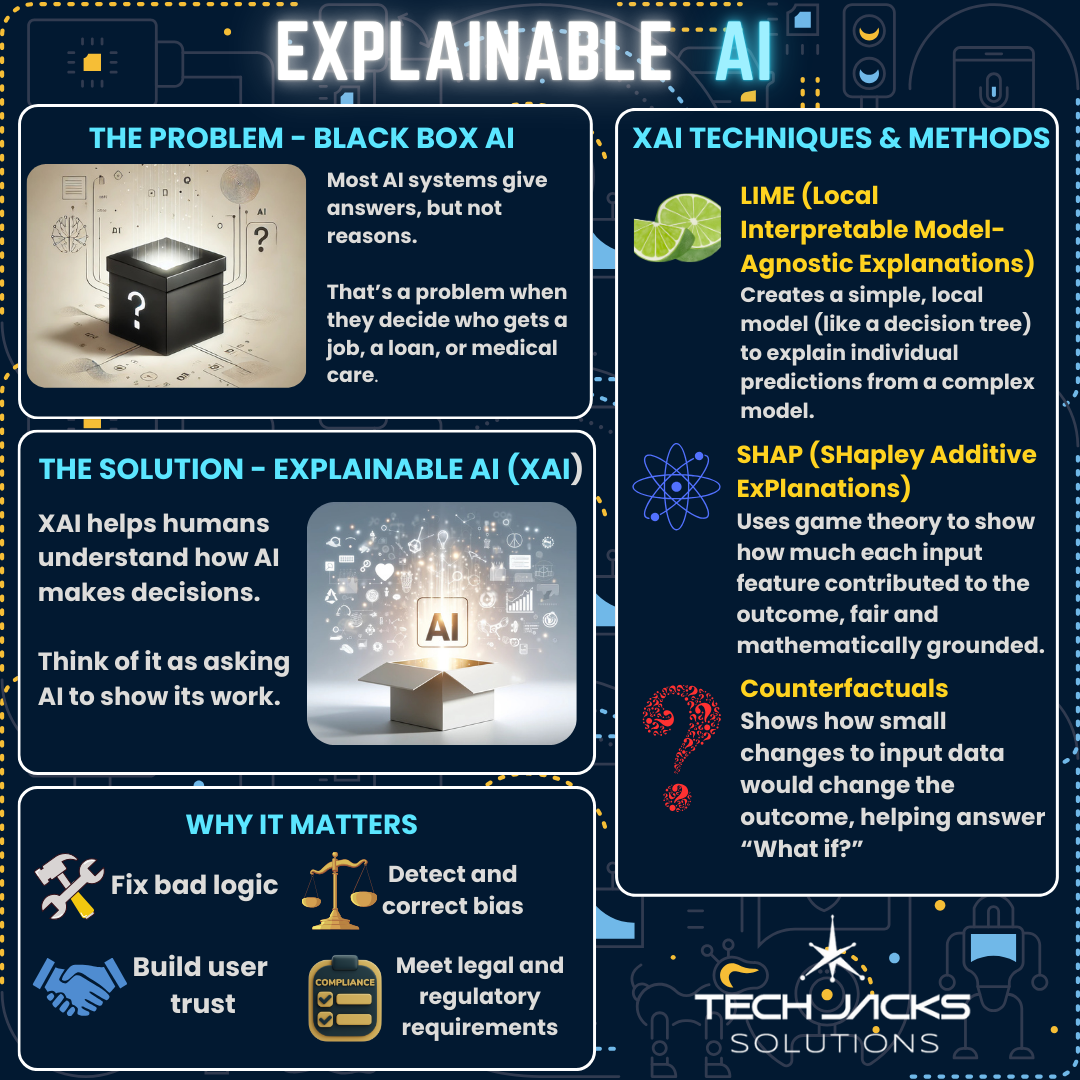 EXPLAINABLE AI
THE PROBLEM - BLACK BOX AI
Most AI systems give
answers, but not
reasons.
That's a problem when
they decide who gets a
job, a loan, or medical
care.
AI
?
?
THE SOLUTION - EXPLAINABLE AI (XAI)
XAI helps humans
understand how AI
makes decisions.
Think of it as asking
AI to show its work.
AI
WHY IT MATTERS
Fix bad logic
Detect and
correct bias
Build user
trust
COMPLIANCE
Meet legal and
regulatory
requirements
XAI TECHNIQUES & METHODS
LIME (Local
Interpretable Model-
Agnostic Explanations)
Creates a simple, local
model (like a decision tree)
to explain individual
predictions from a complex
model.
SHAP (SHapley Additive
ExPlanations)
Uses game theory to show
how much each input
feature contributed to the
outcome, fair and
mathematically grounded.
?
Counterfactuals
Shows how small
changes to input data
would change the
outcome, helping answer
“What if?”
TECH JACKS
SOLUTIONS